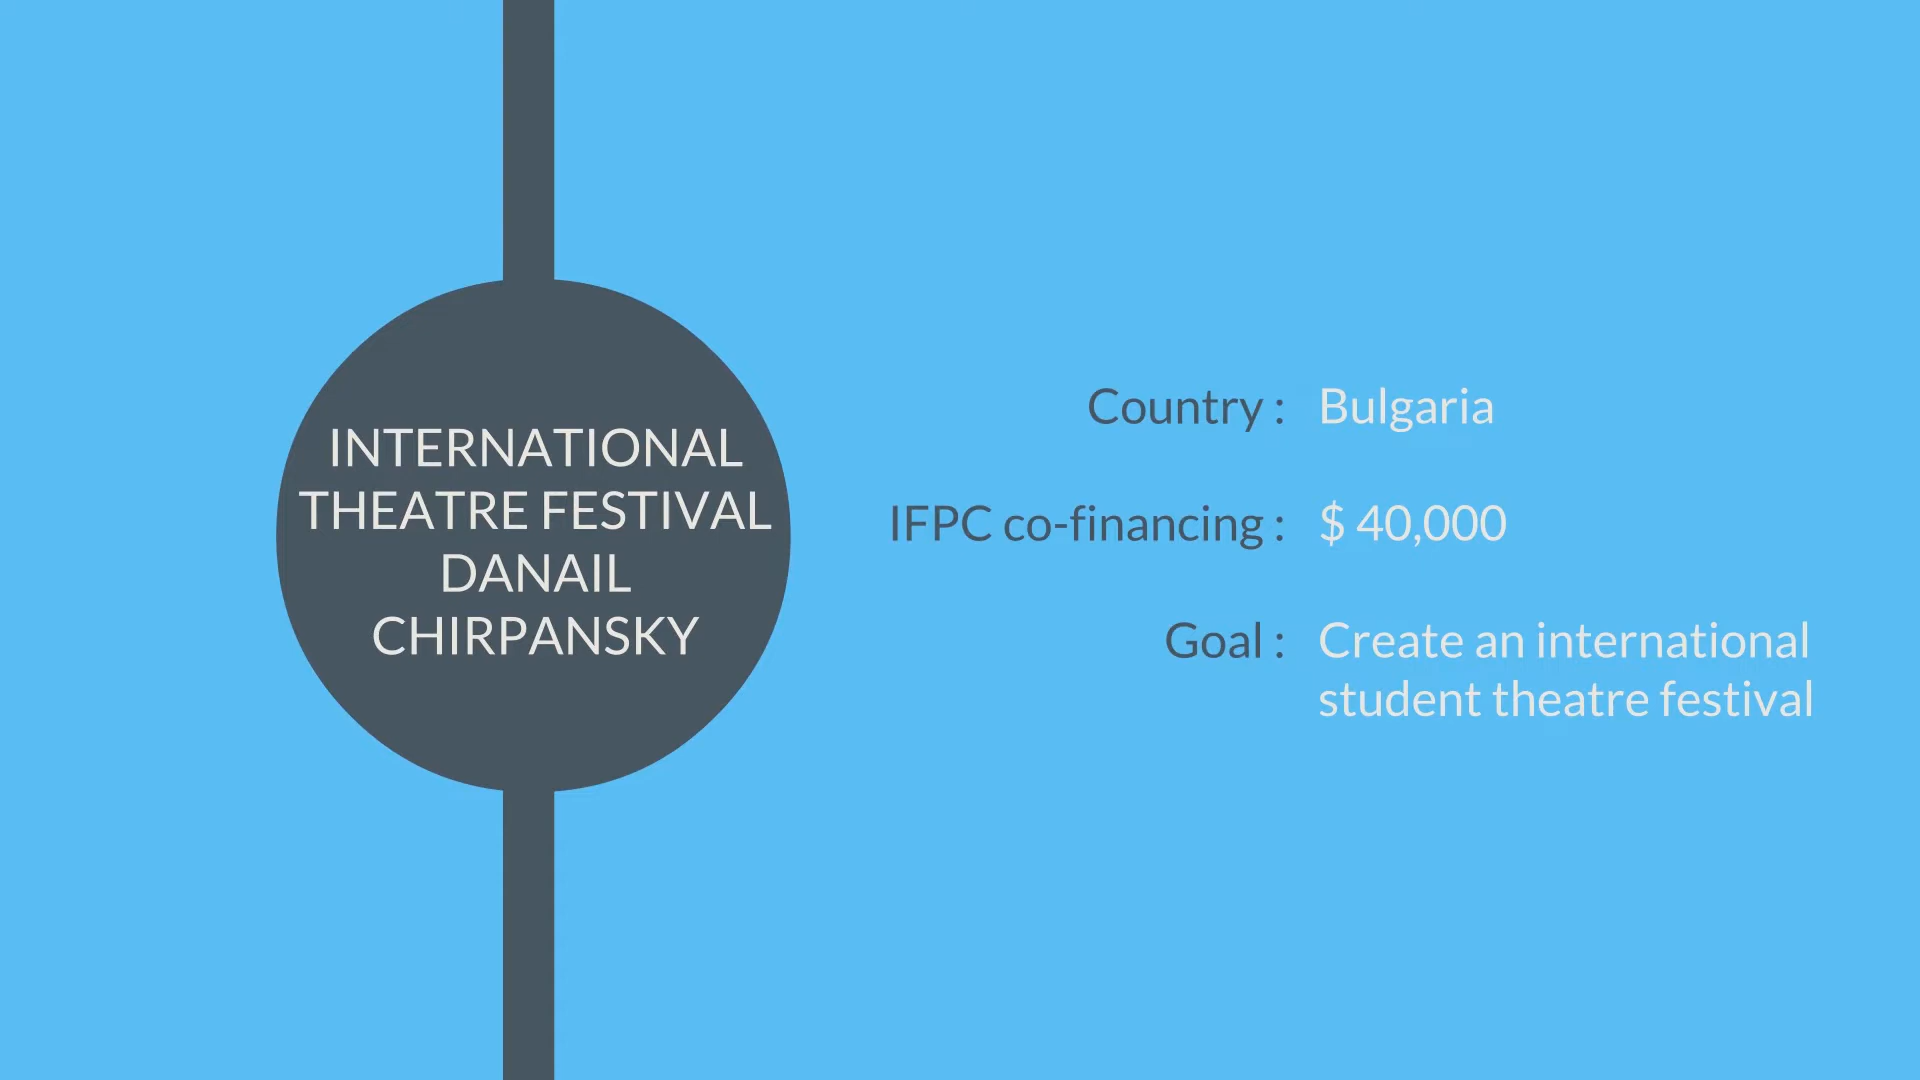 INTERNATIONAL
THEATRE FESTIVAL
DANAIL
CHIRPANSKY
Country : Bulgaria
IFPC co-financing : $ 40,000
Goal : Create an international
student theatre festival